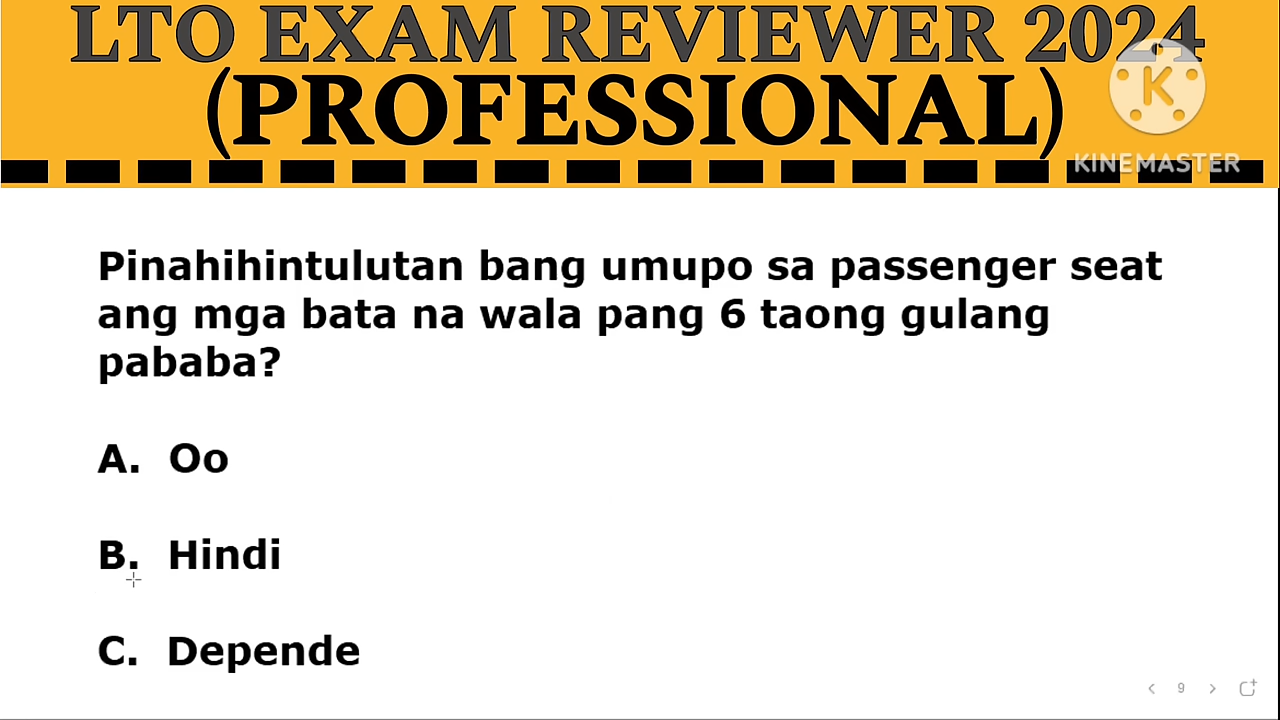 LTO EXAM REVIEWER 2024
(PROFESSIONAL)
K
KINEMASTER
Pinahihintulutan bang umupo sa passenger seat
ang mga bata na wala pang 6 taong gulang
pababa?
A. Oo
B. Hindi
C. Depende
9